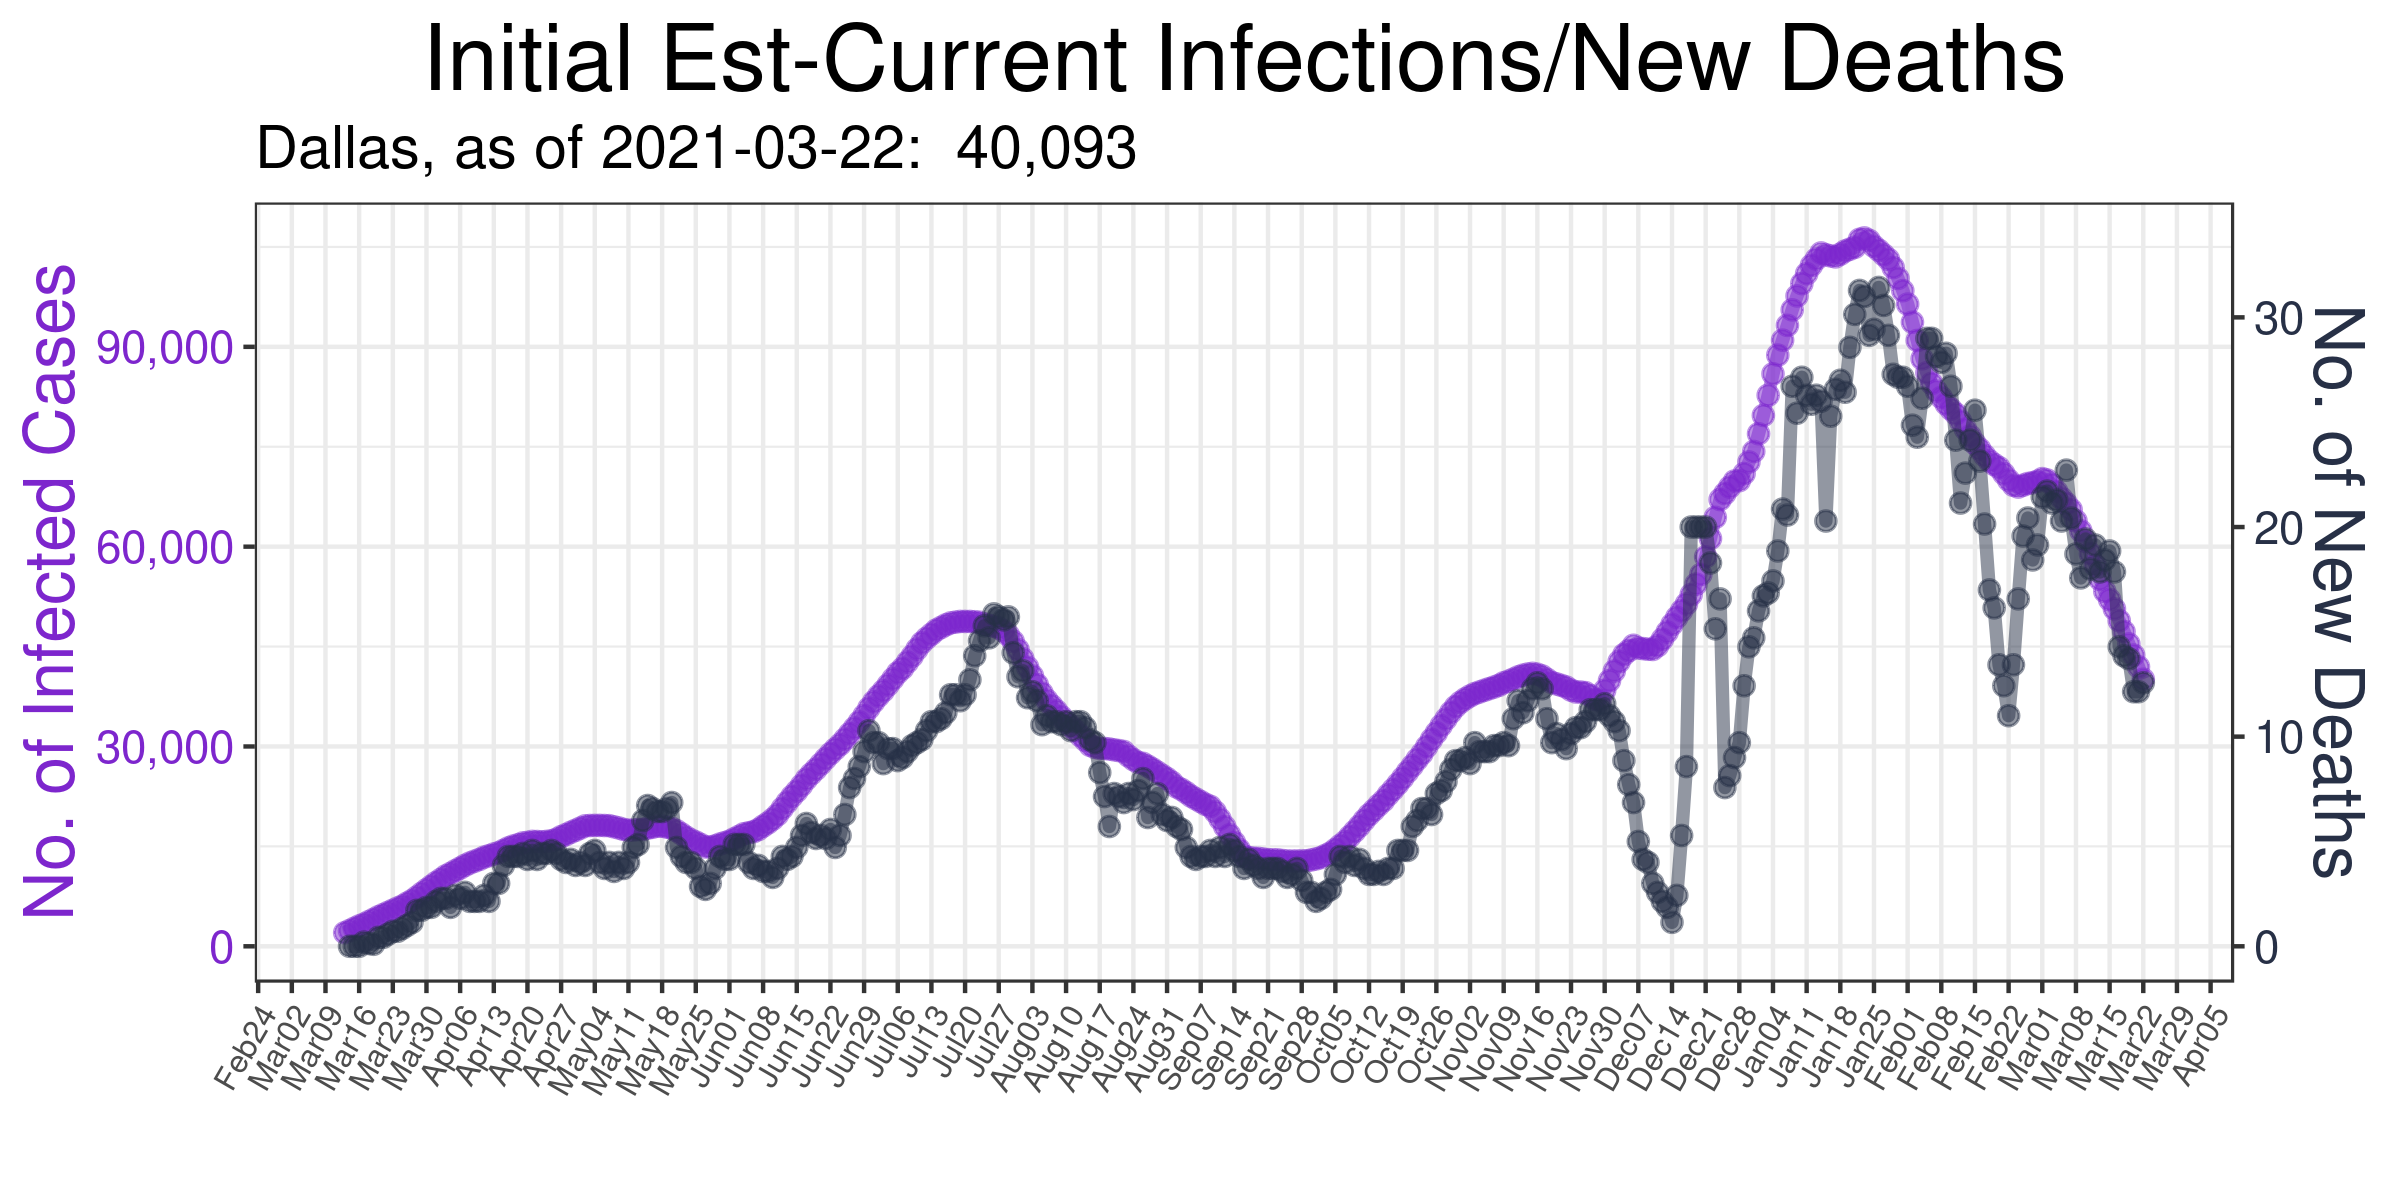 Initial Est-Current Infections/New Deaths
Dallas, as of 2021-03-22:  40,093
No. of Infected Cases
90,000
60,000
30,000
0
30
20
10
0
No. of New Deaths
Feb24
Mar02
Mar09
Mar16
Mar23
Mar30
Apr06
Apr13
Apr20
Apr27
May04
May11
May18
May25
Jun01
Jun08
Jun15
Jun22
Jun29
Jul06
Jul13
Jul20
Jul27
Aug03
Aug10
Aug17
Aug24
Aug31
Sep07
Sep14
Sep21
Sep28
Oct05
Oct12
Oct19
Oct26
Nov02
Nov09
Nov16
Nov23
Nov30
Dec07
Dec14
Dec21
Dec28
Jan04
Jan11
Jan18
Jan25
Feb01
Feb08
Feb15
Feb22
Mar01
Mar08
Mar15
Mar22
Mar29
Apr05